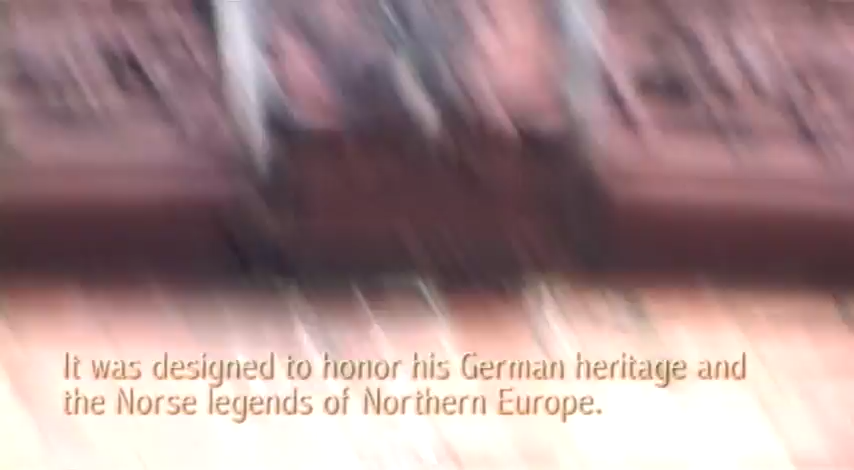 It was designed to honor his German heritage and
the Norse legends of Northern Europe.